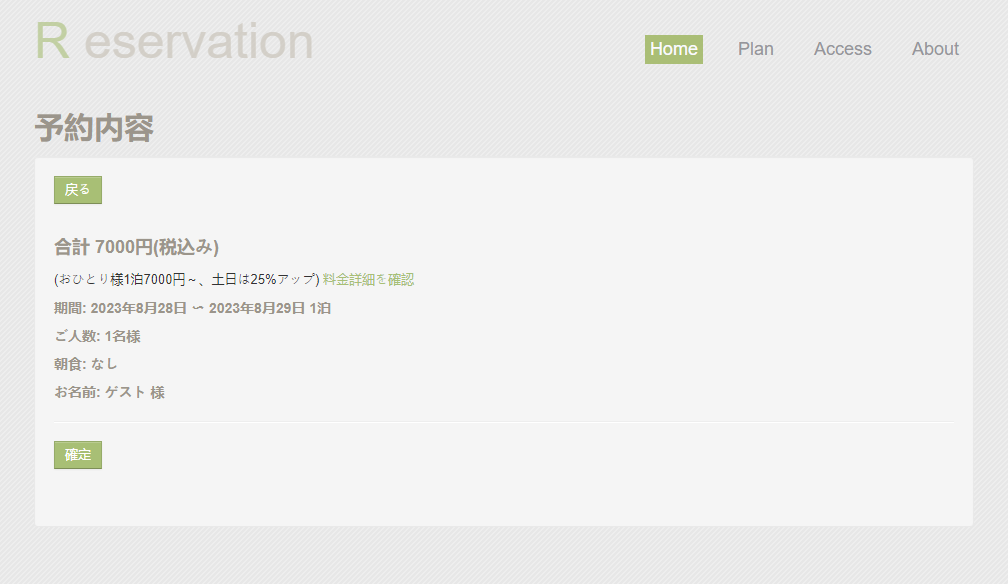 R eservation
Home Plan Access About
予約内容
戻る
合計 7000円(税込み)
(おひとり様1泊7000円～、土日は25%アップ) 料金詳細を確認
期間: 2023年8月28日 〜 2023年8月29日 1泊
ご人数: 1名様
朝食: なし
お名前: ゲスト 様
確定